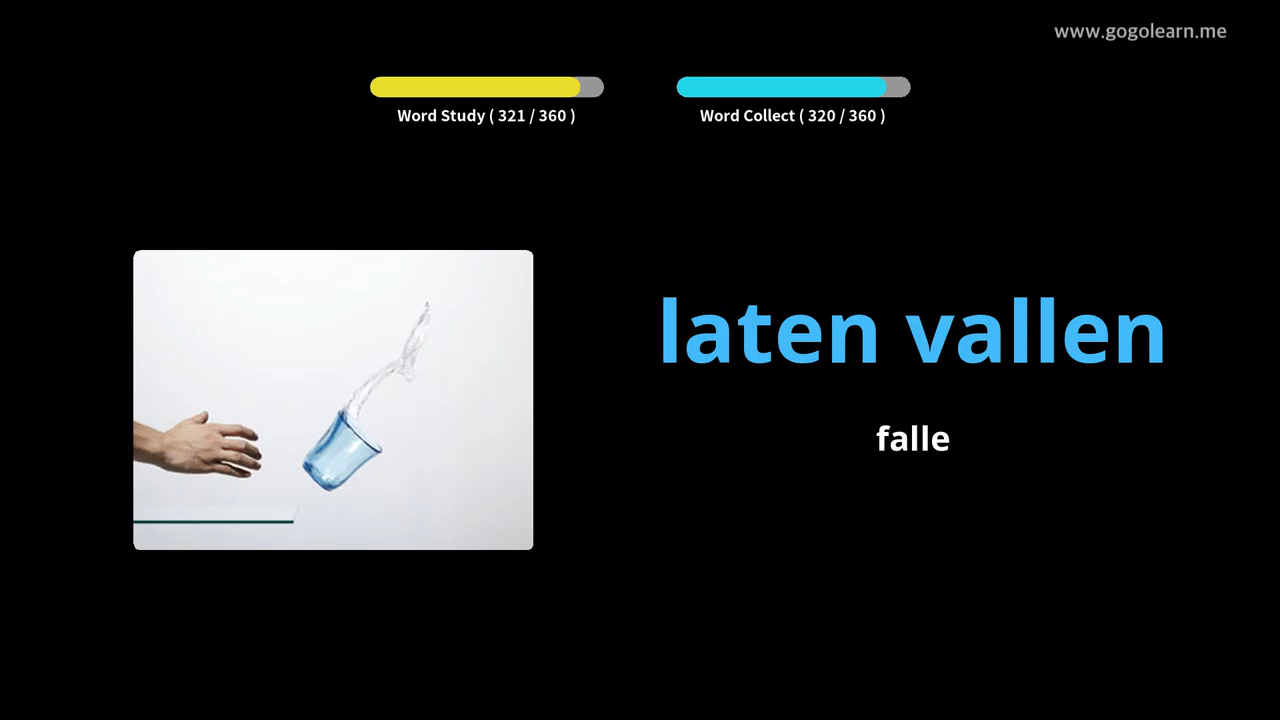 www.gogolearn.me
Word Study ( 321 / 360 )
Word Collect ( 320 / 360 )
laten vallen
falle